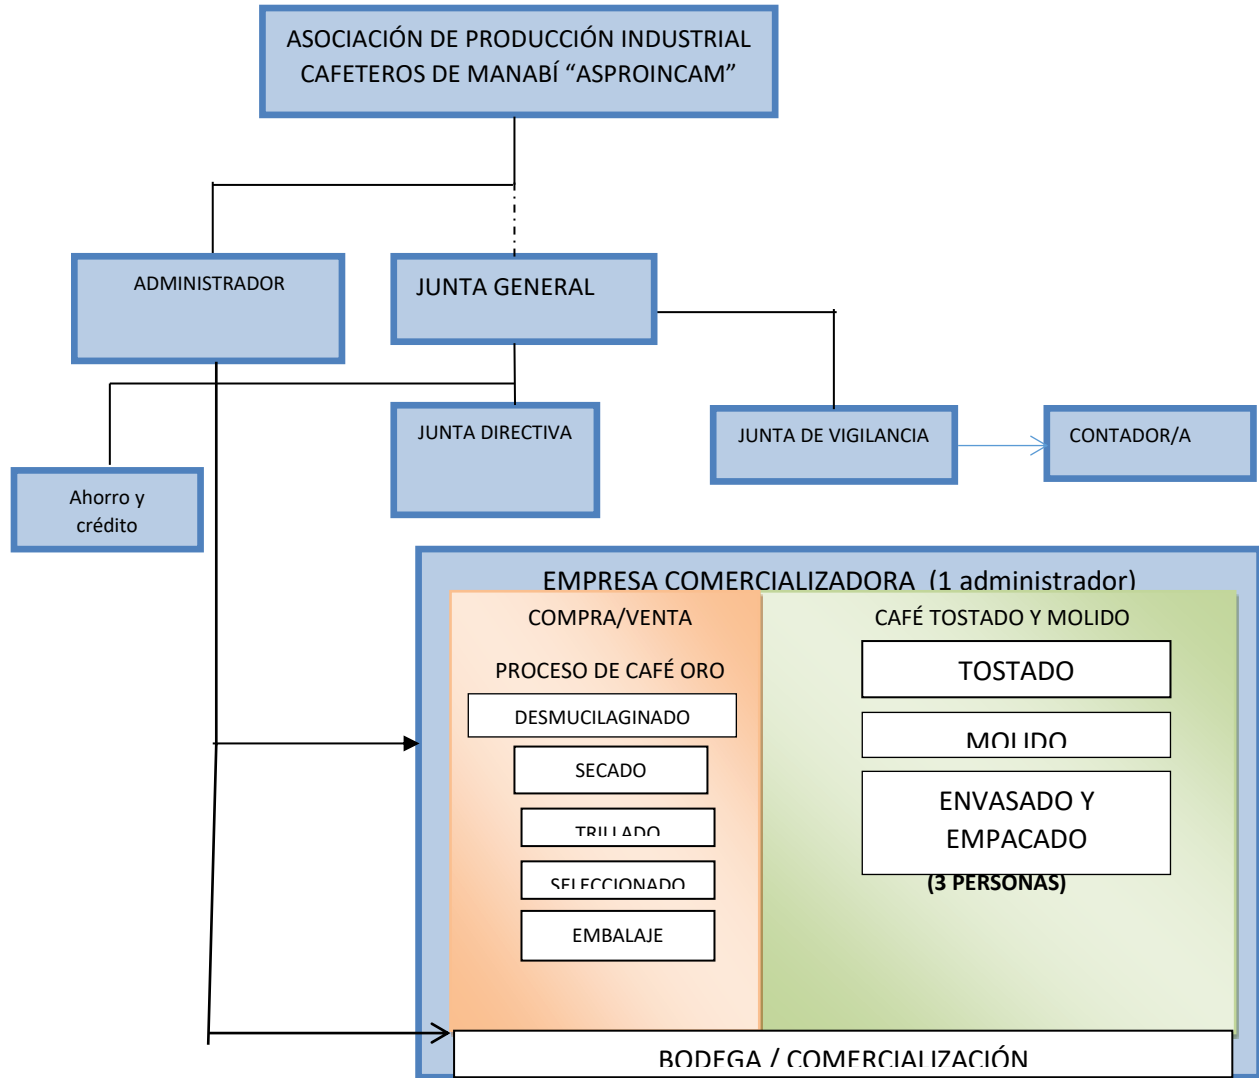 ASOCIACIÓN DE PRODUCCIÓN INDUSTRIAL
CAFETEROS DE MANABÍ “ASPROINCAM”
ADMINISTRADOR
JUNTA GENERAL
JUNTA DIRECTIVA
JUNTA DE VIGILANCIA
CONTADOR/A
Ahorro y
crédito
EMPRESA COMERCIALIZADORA (1 administrador)
COMPRA/VENTA
PROCESO DE CAFÉ ORO
DESMUCILAGINADO
SECADO
TRILLADO
SELECCIONADO
EMBALAJE
CAFÉ TOSTADO Y MOLIDO
TOSTADO
MOLIDO
ENVASADO Y
EMPACADO
(3 PERSONAS)
BODEGA / COMERCIALIZACIÓN